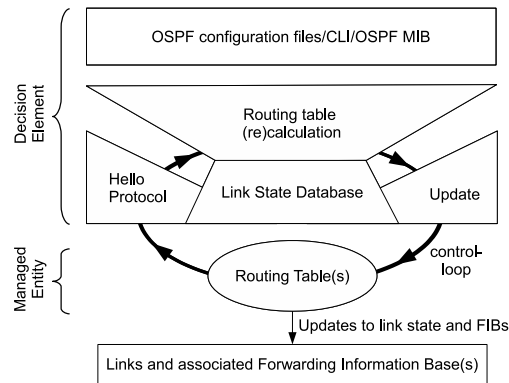 OSPF configuration files/CLI/OSPF MIB
Decision
Element
Routing table
(re)calculation
Hello
Protocol
Link State Database
Update
Managed
Entity
Routing Table(s)
control-
loop
Updates to link state and FIBs
Links and associated Forwarding Information Base(s)